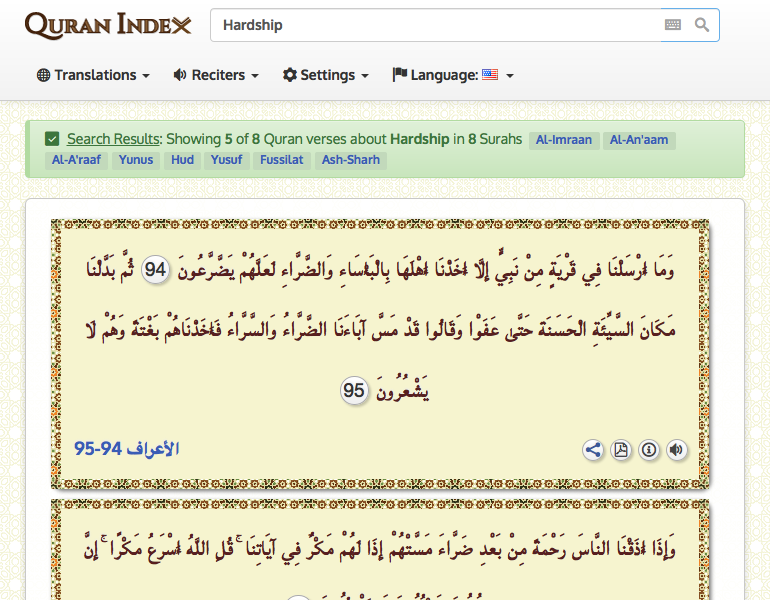 QURAN INDEX
Hardship
Translations
Reciters
Settings
Language:
Search Results: Showing 5 of 8 Quran verses about Hardship in 8 Surahs Al-Imraan Al-An'aam
Al-A'raaf Yunus Hud Yusuf Fussilat Ash-Sharh
وَمَا أَرْسَلْنَا فِي قَرْيَةٍ مِنْ نَبِيٍّ إِلَّا أَخَذْنَا أَهْلَهَا بِالْبَأْسَاءِ وَالضَّرَّاءِ لَعَلَّهُمْ يَضَّرَّعُونَ 94 ثُمَّ بَدَّلْنَا
مَكَانَ السَّيِّئَةِ الْحَسَنَةَ حَتَّىٰ عَفَوْا وَقَالُوا قَدْ مَسَّ آبَاءَنَا الضَّرَّاءُ وَالسَّرَّاءُ فَأَخَذْنَاهُمْ بَغْتَةً وَهُمْ لَا
يَشْعُرُونَ 95
الأعراف 94-95
وَإِذَا أَذَقْنَا النَّاسَ رَحْمَةً مِنْ بَعْدِ ضَرَّاءَ مَسَّتْهُمْ إِذَا لَهُمْ مَكْرٌ فِي آيَاتِنَا ۚ قُلِ اللَّهُ أَسْرَعُ مَكْرًا ۚ إِنَّ